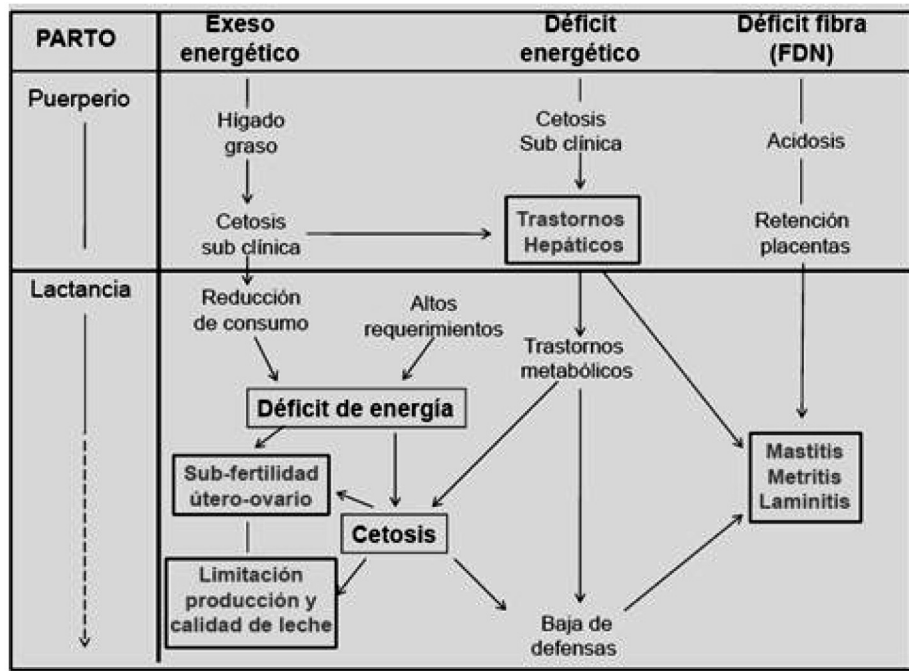 PARTO
Exeso
energético
Déficit
energético
Déficit fibra
(FDN)
Puerperio
Hígado
graso
Cetosis
Sub clínica
Acidosis
Cetosis
sub clínica
Trastornos
Hepáticos
Retención
placentas
Lactancia
Reducción
de consumo
Altos
requerimientos
Trastornos
metabólicos
Déficit de energía
Sub-fertilidad
útero-ovario
Mastitis
Metritis
Laminitis
Cetosis
Limitación
producción y
calidad de leche
Baja de
defensas